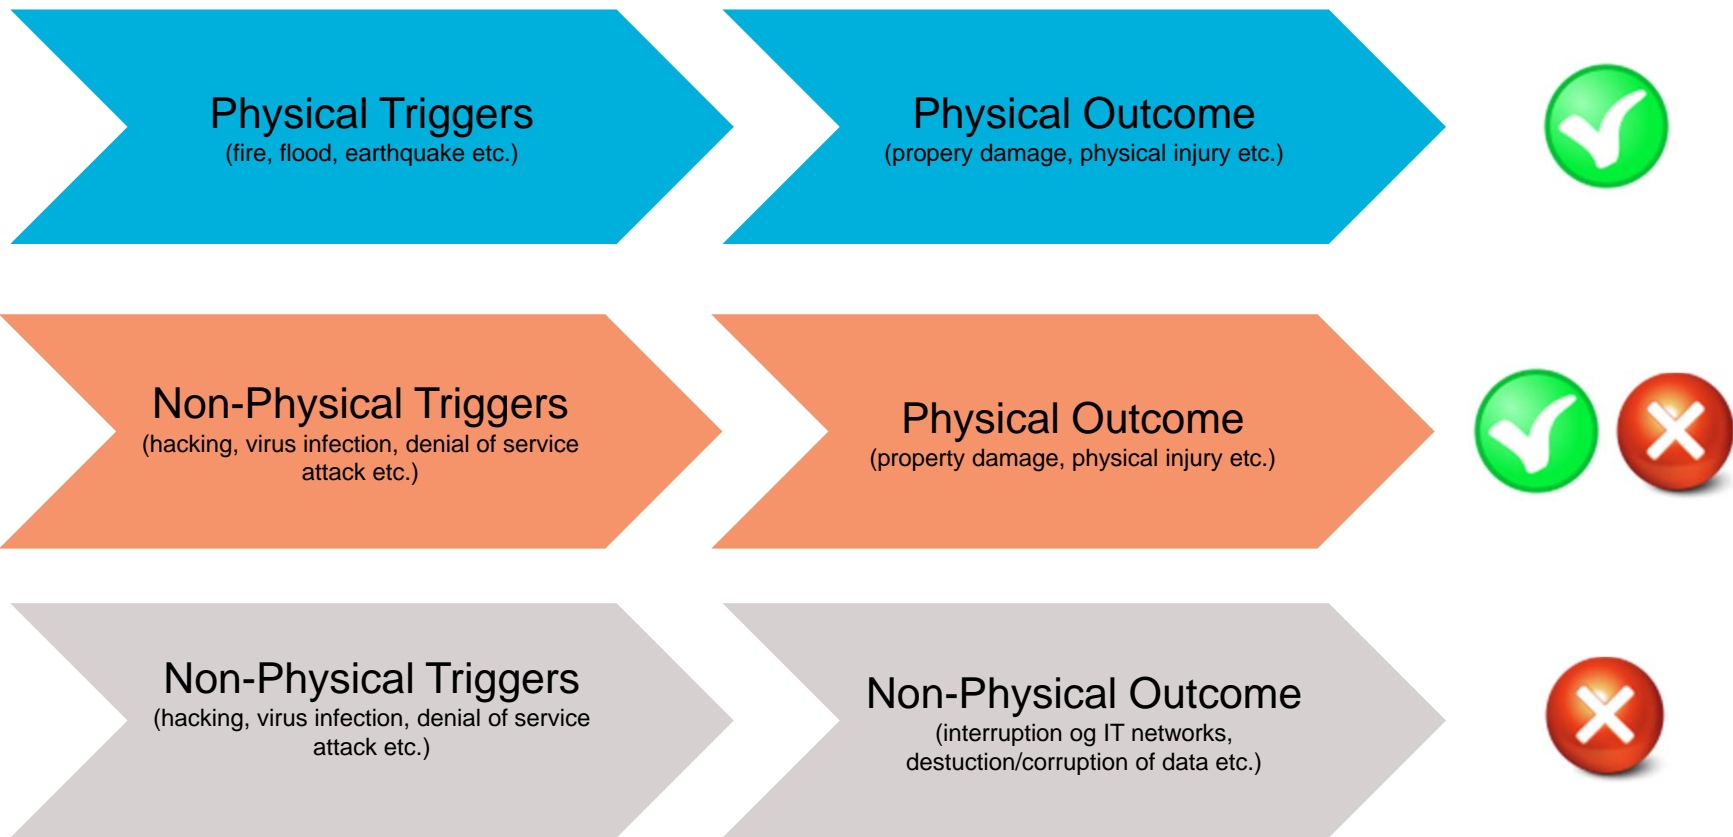 Physical Triggers
(fire, flood, earthquake etc.)
Physical Outcome
(propery damage, physical injury etc.)
Non-Physical Triggers
(hacking, virus infection, denial of service
attack etc.)
Physical Outcome
(property damage, physical injury etc.)
Non-Physical Triggers
(hacking, virus infection, denial of service
attack etc.)
Non-Physical Outcome
(interruption og IT networks,
destuction/corruption of data etc.)